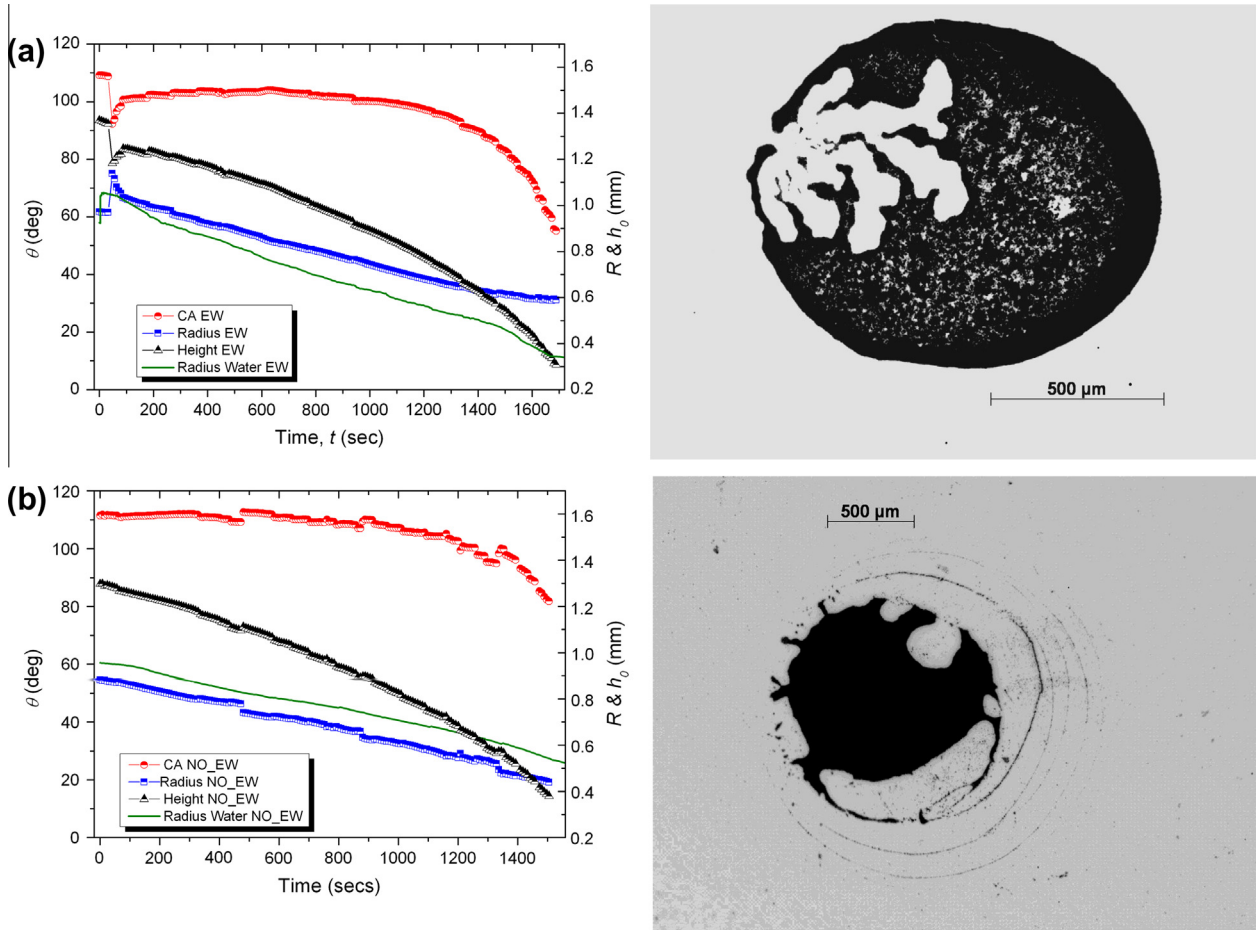 (a)
120
100
80
60
40
20
0
θ (deg)
1.6
1.4
1.2
1.0
0.8
0.6
0.4
0.2
R & h0 (mm)
CA EW
Radius EW
Height EW
Radius Water EW
0 200 400 600 800 1000 1200 1400 1600
Time, t (sec)
500 µm
(b)
120
100
80
60
40
20
0
θ (deg)
1.6
1.4
1.2
1.0
0.8
0.6
0.4
0.2
R & h0 (mm)
CA NO_EW
Radius NO_EW
Height NO_EW
Radius Water NO_EW
0 200 400 600 800 1000 1200 1400
Time (secs)
500 µm